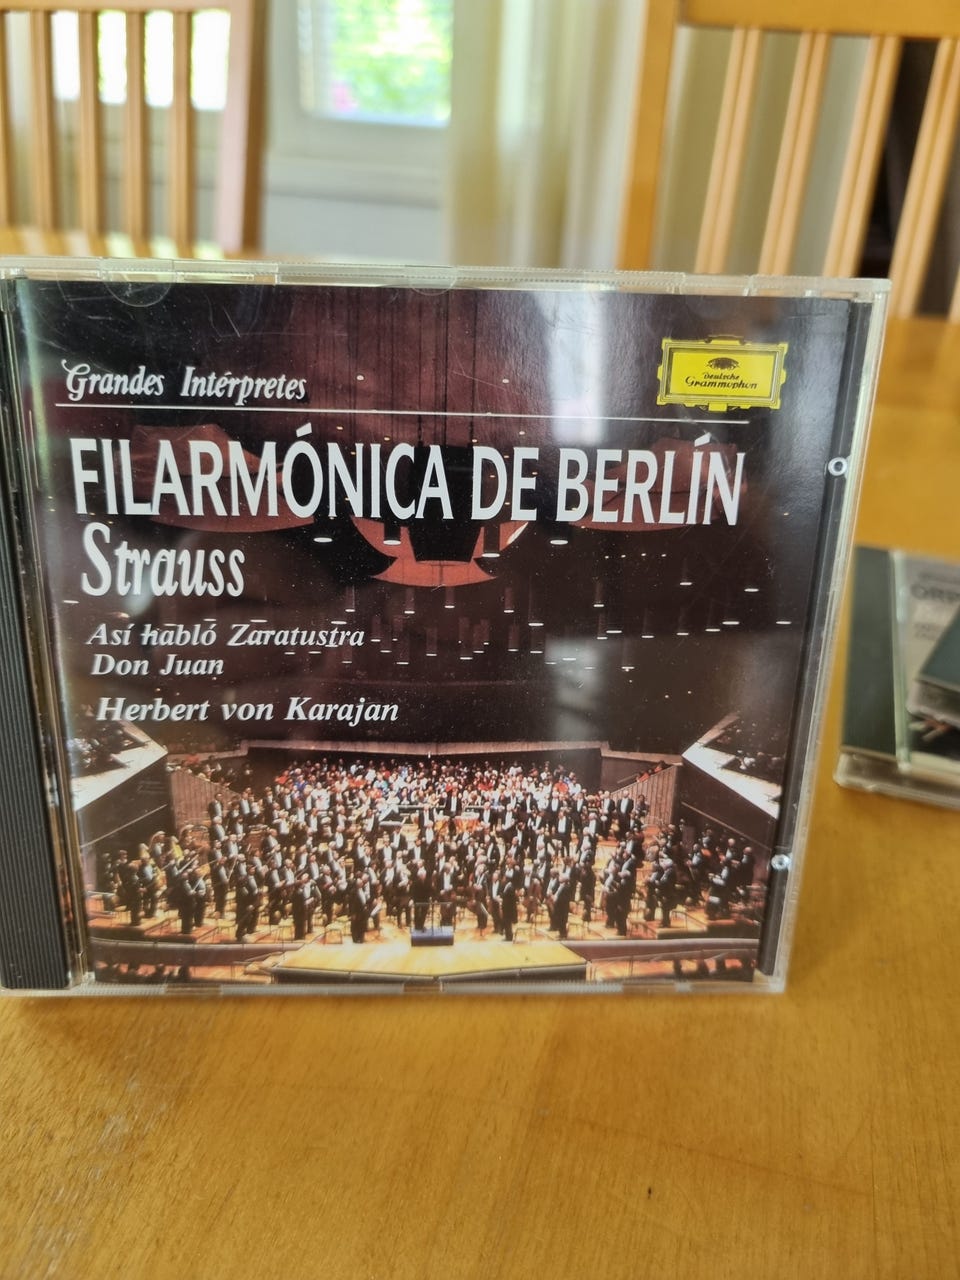 Grandes Intérpretes
Deutsche
Grammophon
FILARMÓNICA DE BERLÍN
Strauss
Así habló Zaratustra
Don Juan
Herbert von Karajan